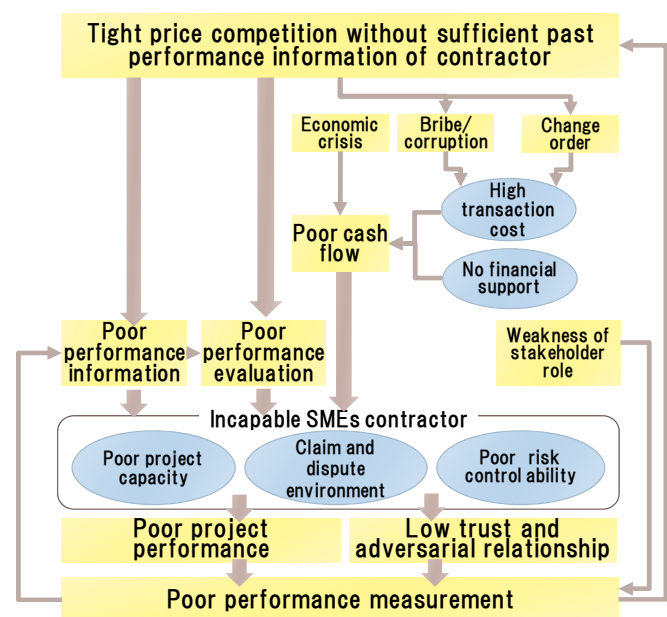 Tight price competition without sufficient past
performance information of contractor
Economic
crisis
Bribe/
corruption
Change
order
High
transaction
cost
Poor cash
flow
No financial
support
Poor
performance
information
Poor
performance
evaluation
Weakness of
stakeholder
role
Incapable SMEs contractor
Poor project
capacity
Claim and
dispute
environment
Poor risk
control ability
Poor project
performance
Low trust and
adversarial relationship
Poor performance measurement